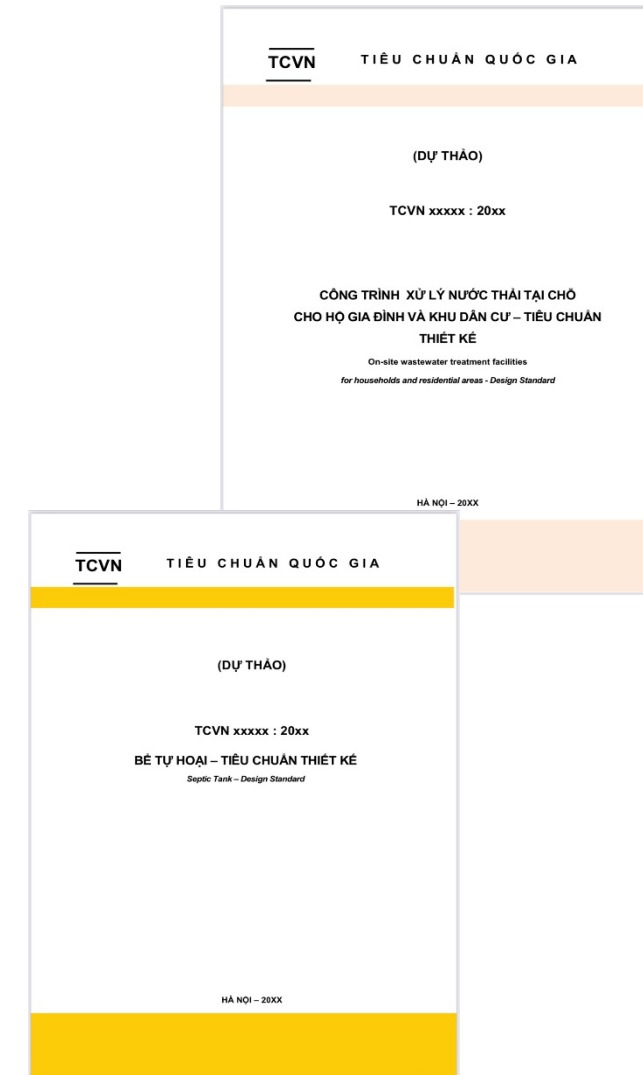 TCVN TIÊU CHUẨN QUỐC GIA
(DỰ THẢO)
TCVN xxxxx : 20xx
CÔNG TRÌNH XỬ LÝ NƯỚC THẢI TẠI CHỖ
CHO HỘ GIA ĐÌNH VÀ KHU DÂN CƯ – TIÊU CHUẨN
THIẾT KẾ
On-site wastewater treatment facilities
for households and residential areas - Design Standard
HÀ NỘI – 20XX
TCVN TIÊU CHUẨN QUỐC GIA
(DỰ THẢO)
TCVN xxxxx : 20xx
BỂ TỰ HOẠI – TIÊU CHUẨN THIẾT KẾ
Septic Tank – Design Standard
HÀ NỘI – 20XX